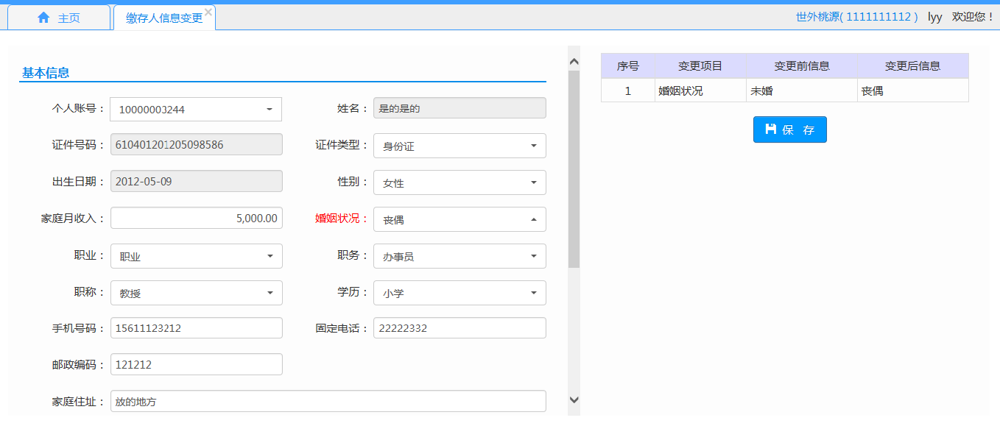 主页
缴存人信息变更
世外桃源( 1111111112 ) lyy 欢迎您！
基本信息
个人账号： 10000003244 姓名： 是的是的
证件号码： 610401201205098586 证件类型： 身份证
出生日期： 2012-05-09 性别： 女性
家庭月收入： 5,000.00 婚姻状况： 丧偶
职业： 职业 职务： 办事员
职称： 教授 学历： 小学
手机号码： 15611123212 固定电话： 22222332
邮政编码： 121212
家庭住址： 放的地方
序号 变更项目 变更前信息 变更后信息
1 婚姻状况 未婚 丧偶
保 存